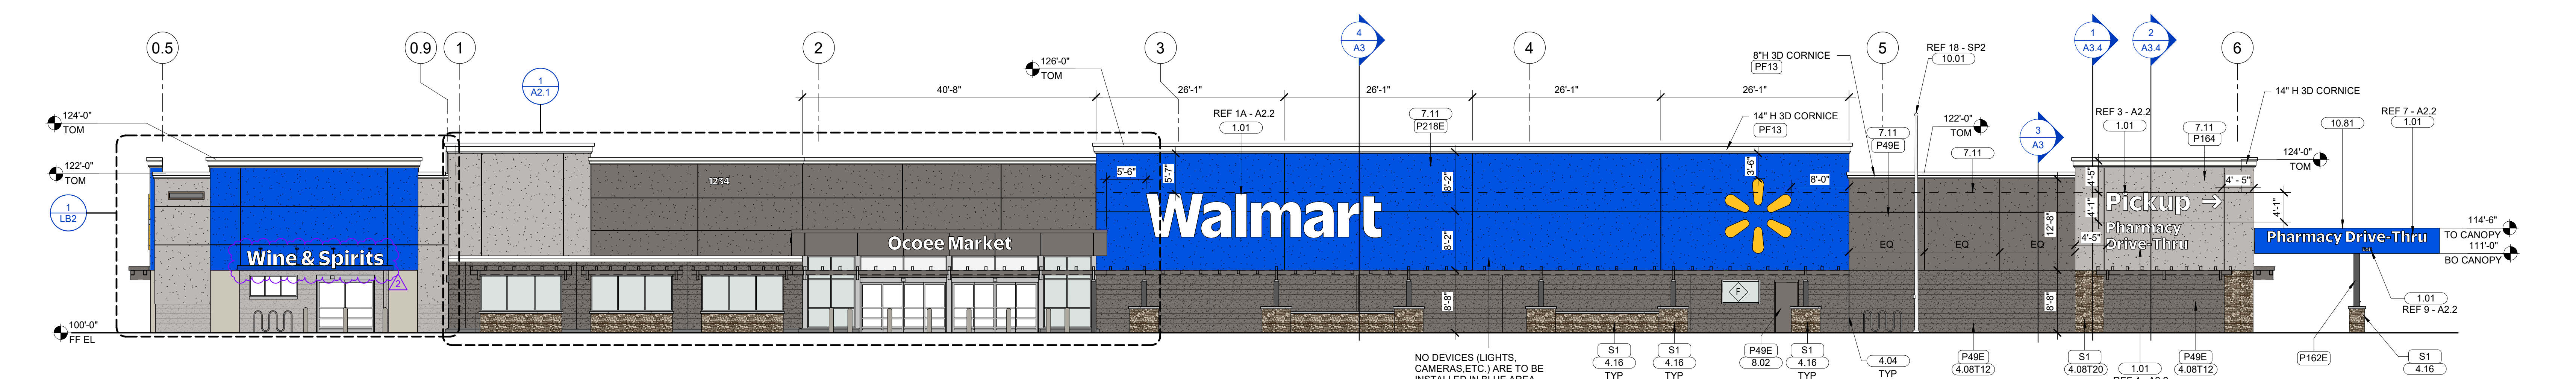 0.5
0.9
1
2
3
4
5
6
1
A2.1
4
A3
1
A3.4
2
A3.4
3
A3
1
LB2
124'-0"
TOM
122'-0"
TOM
100'-0"
FF EL
126'-0"
TOM
40'-8"
26'-1"
26'-1"
26'-1"
26'-1"
REF 1A - A2.2
1.01
7.11
P218E
14" H 3D CORNICE
PF13
8"H 3D CORNICE
PF13
REF 18 - SP2
10.01
7.11
P49E
122'-0"
TOM
7.11
REF 3 - A2.2
1.01
7.11
P164
14" H 3D CORNICE
REF 7 - A2.2
1.01
10.81
124'-0"
TOM
1234
5'-6"
5'-7"
8'-2"
3'-6"
8'-0"
4'-5"
4' - 5"
4'-1"
4'-1"
Wine & Spirits
2
Ocoee Market
Walmart
8'-2"
EQ
EQ
EQ
12'-8"
4'-5"
Pickup →
Pharmacy
Drive-Thru
Pharmacy Drive-Thru
114'-6"
TO CANOPY
111'-0"
BO CANOPY
8'-8"
F
8'-8"
1.01
REF 9 - A2.2
NO DEVICES (LIGHTS,
CAMERAS,ETC.) ARE TO BE
INSTALLED IN BLUE AREA
S1
4.16
TYP
S1
4.16
TYP
P49E
8.02
S1
4.16
TYP
4.04
TYP
P49E
4.08T12
S1
4.08T20
1.01
P49E
4.08T12
P162E
S1
4.16